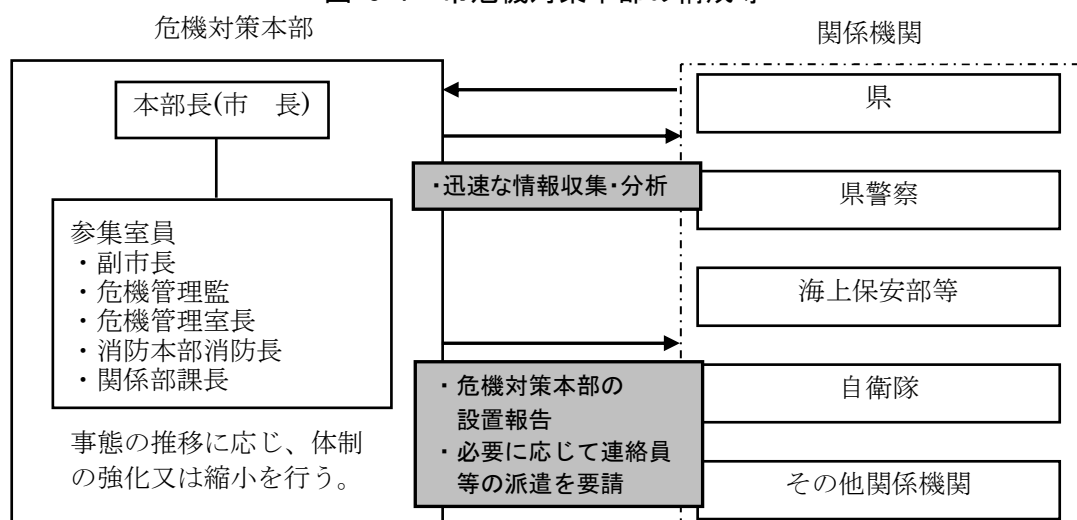 危機対策本部
関係機関
本部長(市　長)
参集室員
・副市長
・危機管理監
・危機管理室長
・消防本部消防長
・関係部課長
事態の推移に応じ、体制
の強化又は縮小を行う。
・迅速な情報収集・分析
・危機対策本部の
設置報告
・必要に応じて連絡員
等の派遣を要請
県
県警察
海上保安部等
自衛隊
その他関係機関